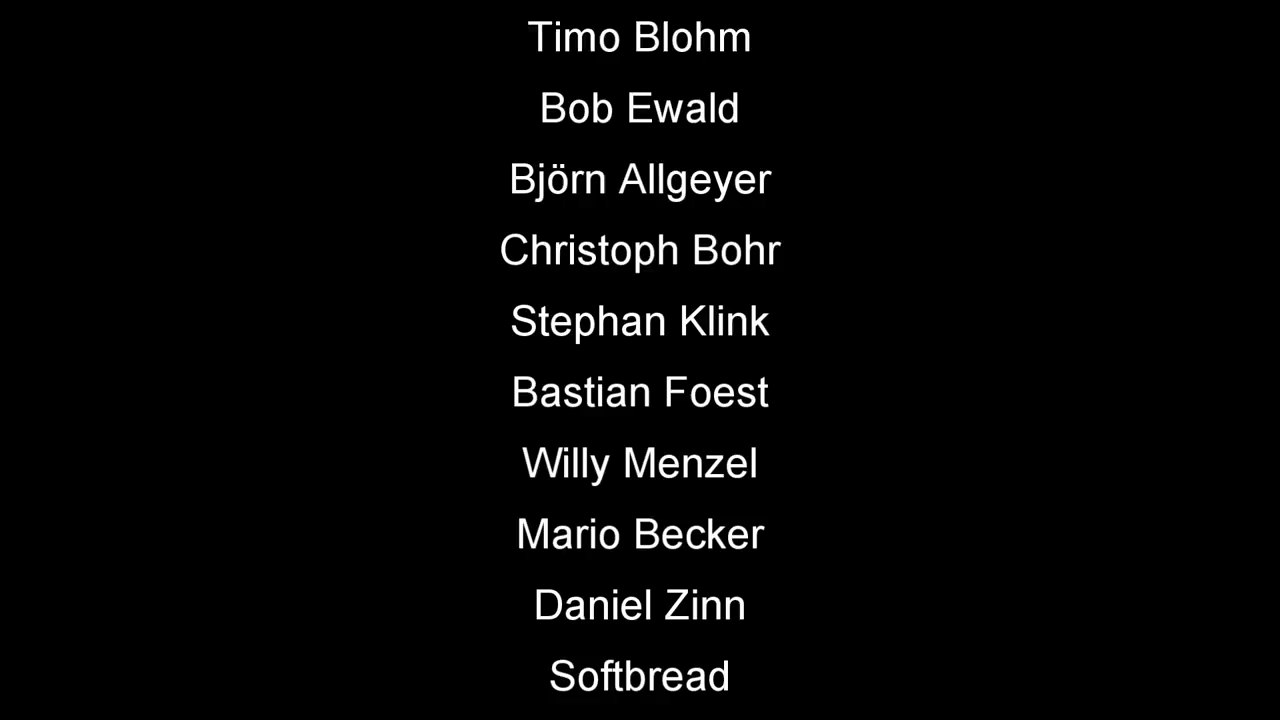 Timo Blohm
Bob Ewald
Björn Allgeyer
Christoph Bohr
Stephan Klink
Bastian Foest
Willy Menzel
Mario Becker
Daniel Zinn
Softbread